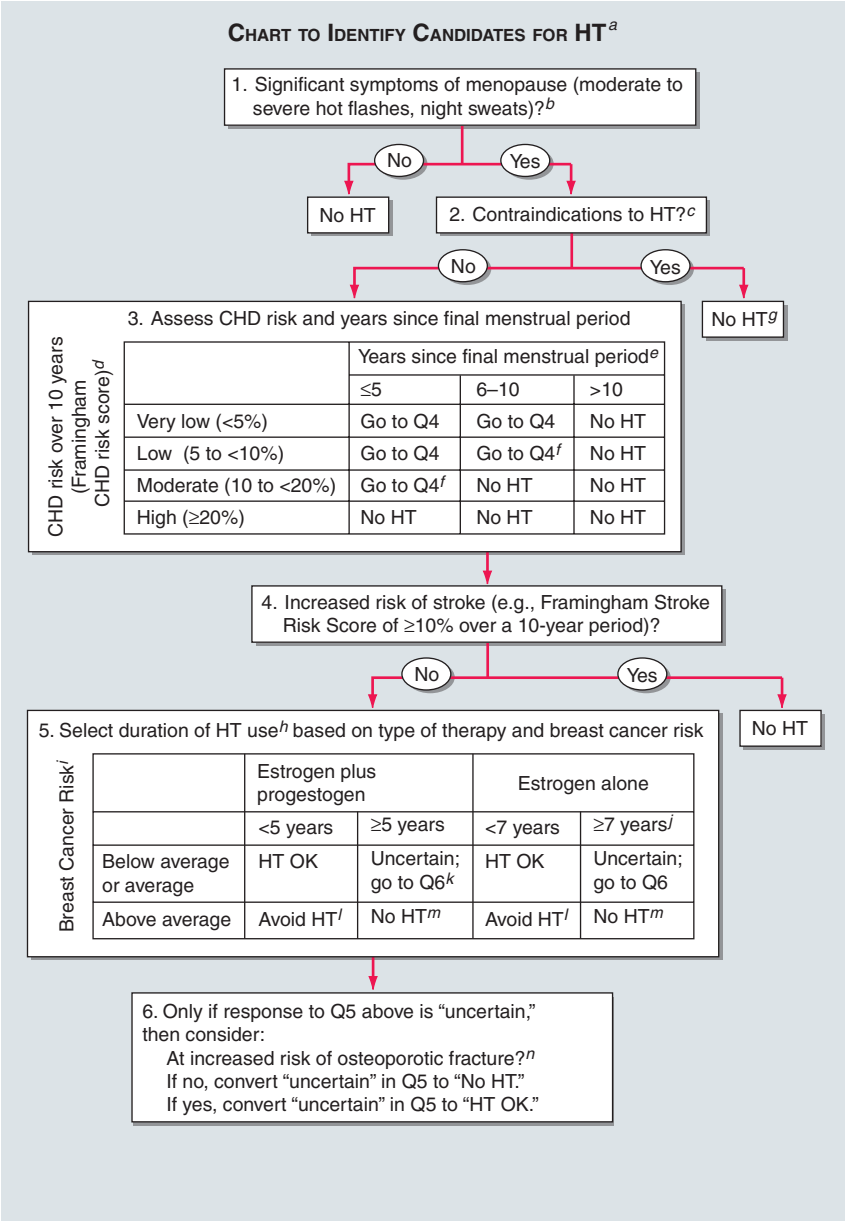 CHART TO IDENTIFY CANDIDATES FOR HTa
1. Significant symptoms of menopause (moderate to
severe hot flashes, night sweats)?b
No
Yes
No HT
2. Contraindications to HT?c
No
Yes
No HTg
3. Assess CHD risk and years since final menstrual period
CHD risk over 10 years
(Framingham
CHD risk score)d
Years since final menstrual periode
≤5 6–10 >10
Very low (<5%) Go to Q4 Go to Q4 No HT
Low (5 to <10%) Go to Q4 Go to Q4f No HT
Moderate (10 to <20%) Go to Q4f No HT No HT
High (≥20%) No HT No HT No HT
4. Increased risk of stroke (e.g., Framingham Stroke
Risk Score of ≥10% over a 10-year period)?
No
Yes
No HT
5. Select duration of HT useh based on type of therapy and breast cancer risk
Breast Cancer Riski
Estrogen plus
progestogen
Estrogen alone
<5 years ≥5 years <7 years ≥7 yearsj
Below average HT OK Uncertain; HT OK Uncertain;
or average go to Q6k go to Q6
Above average Avoid HTl No HTm Avoid HTl No HTm
6. Only if response to Q5 above is “uncertain,”
then consider:
At increased risk of osteoporotic fracture?n
If no, convert “uncertain” in Q5 to “No HT.”
If yes, convert “uncertain” in Q5 to “HT OK.”